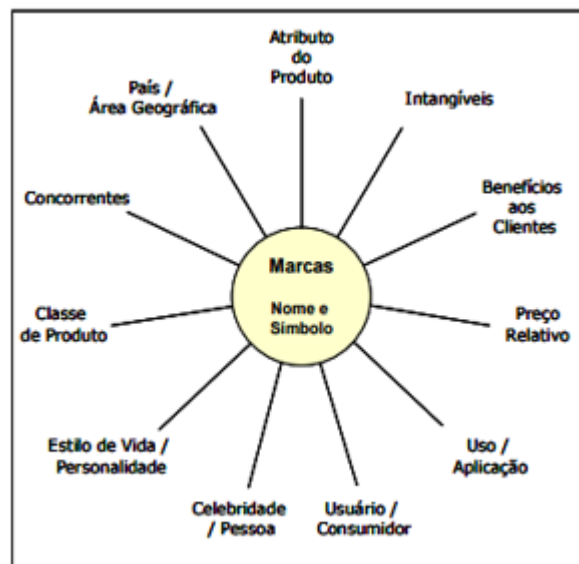 Atributo
do
Produto
País /
Área Geográfica
Intangíveis
Concorrentes
Benefícios
aos
Clientes
Marcas
Nome e
Símbolo
Classe
de Produto
Preço
Relativo
Estilo de Vida /
Personalidade
Uso /
Aplicação
Celebridade
/ Pessoa
Usuário /
Consumidor